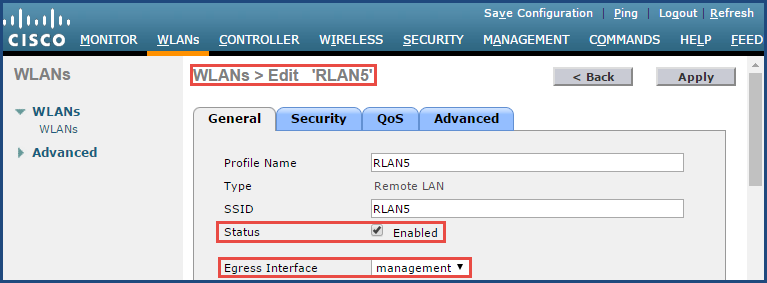 Save Configuration | Ping | Logout | Refresh
CISCO MONITOR WLANs CONTROLLER WIRELESS SECURITY MANAGEMENT COMMANDS HELP FEED
WLANs
WLANs > Edit 'RLAN5'
< Back
Apply
WLANs
WLANs
Advanced
General Security QoS Advanced
Profile Name RLAN5
Type Remote LAN
SSID RLAN5
Status Enabled
Egress Interface management